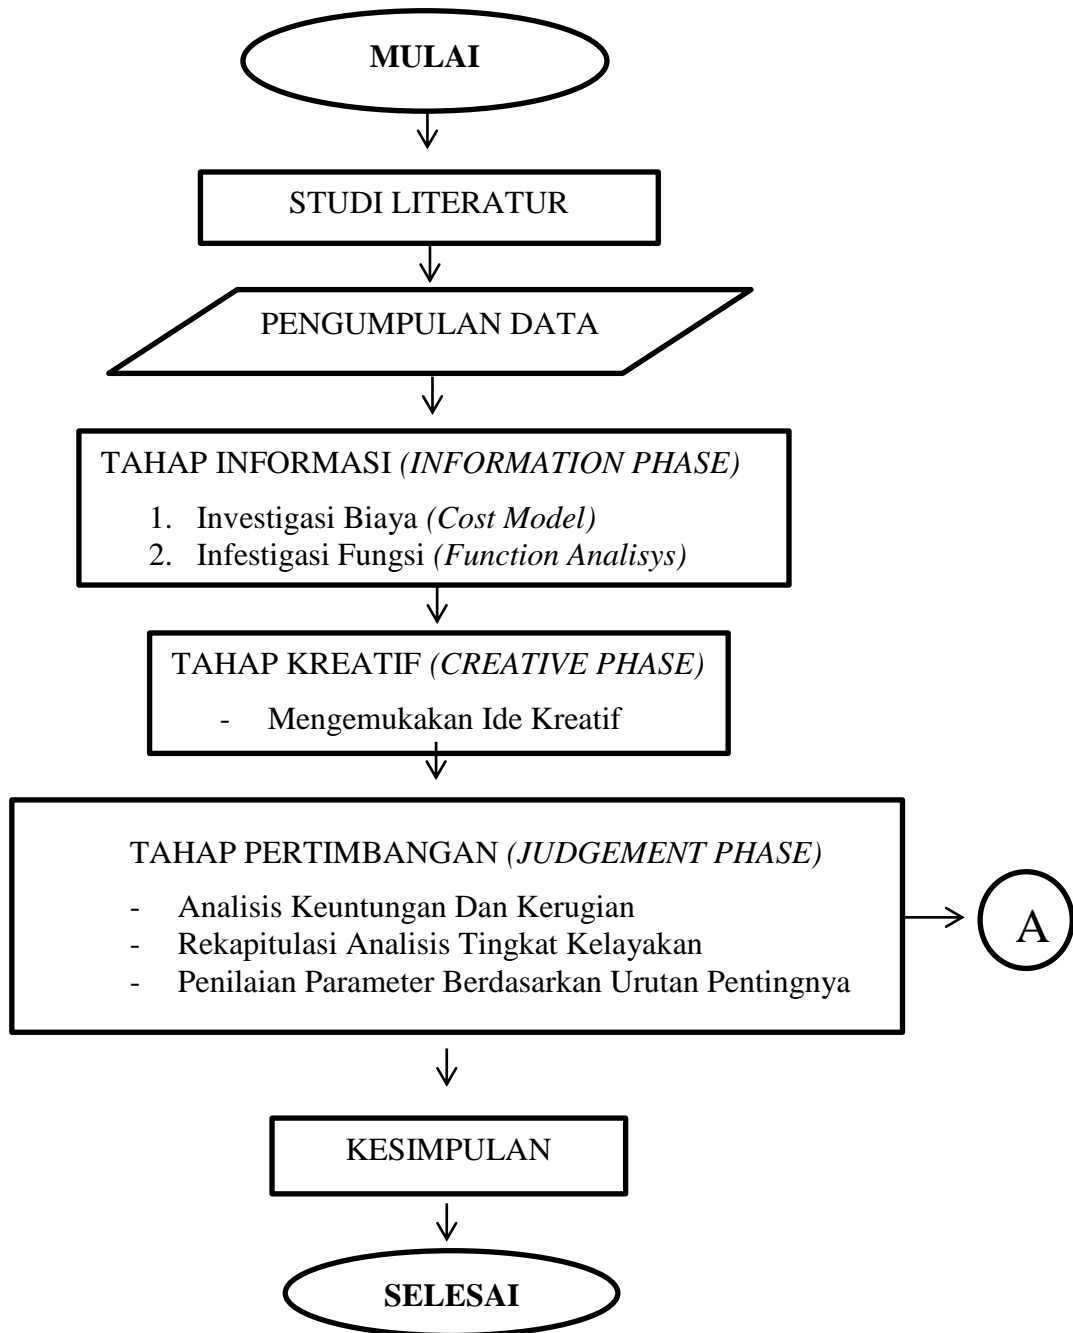 MULAI
STUDI LITERATUR
PENGUMPULAN DATA
TAHAP INFORMASI (INFORMATION PHASE)
1. Investigasi Biaya (Cost Model)
2. Infestigasi Fungsi (Function Analisys)
TAHAP KREATIF (CREATIVE PHASE)
- Mengemukakan Ide Kreatif
TAHAP PERTIMBANGAN (JUDGEMENT PHASE)
- Analisis Keuntungan Dan Kerugian
- Rekapitulasi Analisis Tingkat Kelayakan
- Penilaian Parameter Berdasarkan Urutan Pentingnya
A
KESIMPULAN
SELESAI